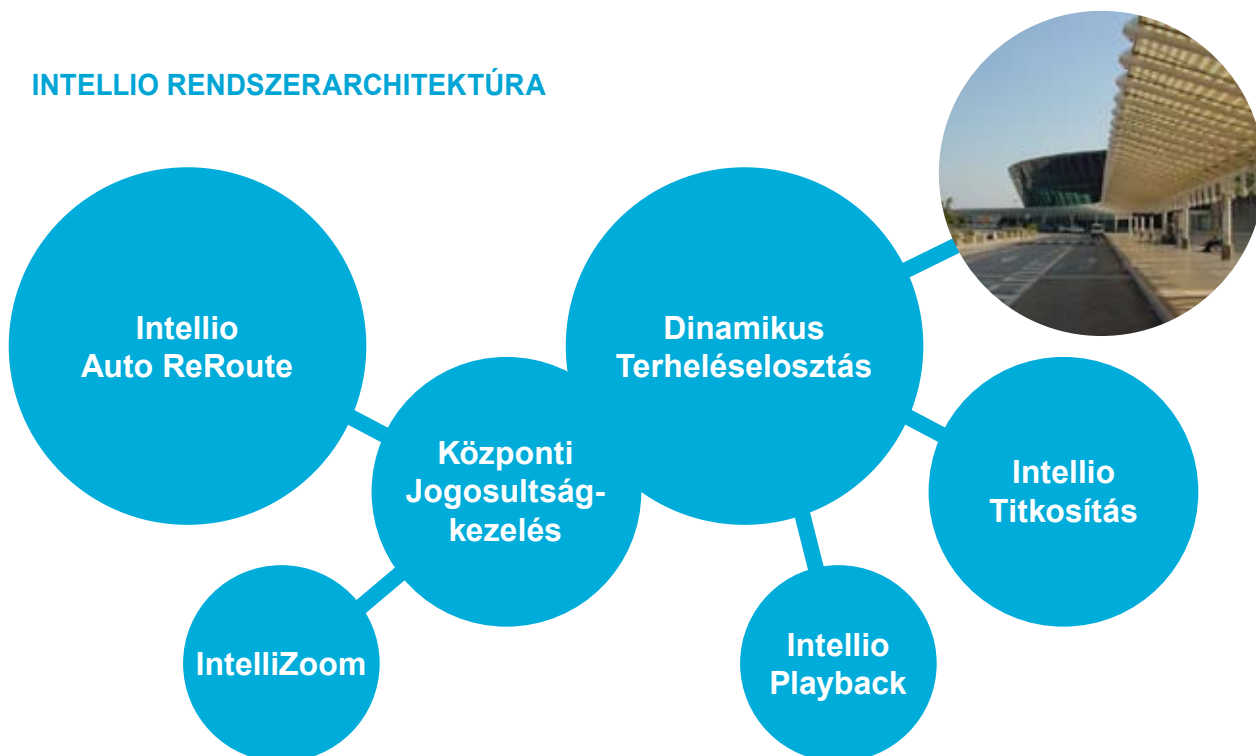 INTELLIO RENDSZERARCHITEKTÚRA
Intellio
Auto ReRoute
Dinamikus
Terheléselosztás
Központi
Jogosultság-
kezelés
Intellio
Titkosítás
IntelliZoom
Intellio
Playback